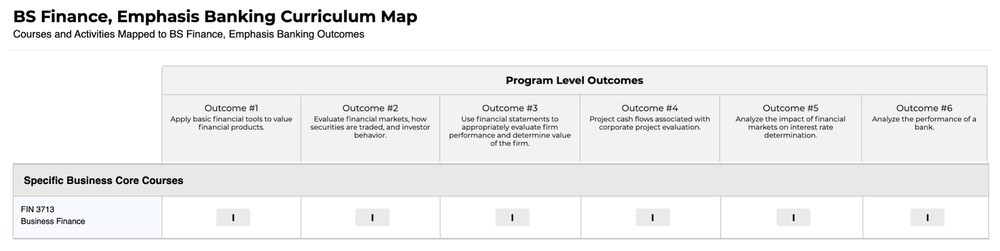 BS Finance, Emphasis Banking Curriculum Map
Courses and Activities Mapped to BS Finance, Emphasis Banking Outcomes
Program Level Outcomes
Outcome #1
Apply basic financial tools to value
financial products.
Outcome #2
Evaluate financial markets, how
securities are traded, and investor
behavior.
Outcome #3
Use financial statements to
appropriately evaluate firm
performance and determine value
of the firm.
Outcome #4
Project cash flows associated with
corporate project evaluation.
Outcome #5
Analyze the impact of financial
markets on interest rate
determination.
Outcome #6
Analyze the performance of a
bank.
Specific Business Core Courses
FIN 3713
Business Finance
I
I
I
I
I
I